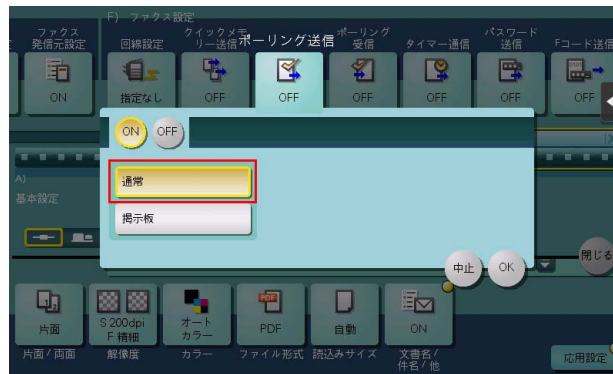 F) ファクス設定
ファクス
発信元設定
回線設定
クイックメモ
リー送信
ポーリング送信
ポーリング
受信
タイマー通信
パスワード
送信
Fコード送信
ON
指定なし
OFF
OFF
OFF
OFF
OFF
OFF
ON
OFF
通常
掲示板
A)
基本設定
中止
OK
閉じる
片面
S 200dpi
F 精細
オート
カラー
PDF
自動
ON
片面 / 両面
解像度
カラー
ファイル形式
読込みサイズ
文書名 /
件名 / 他
応用設定